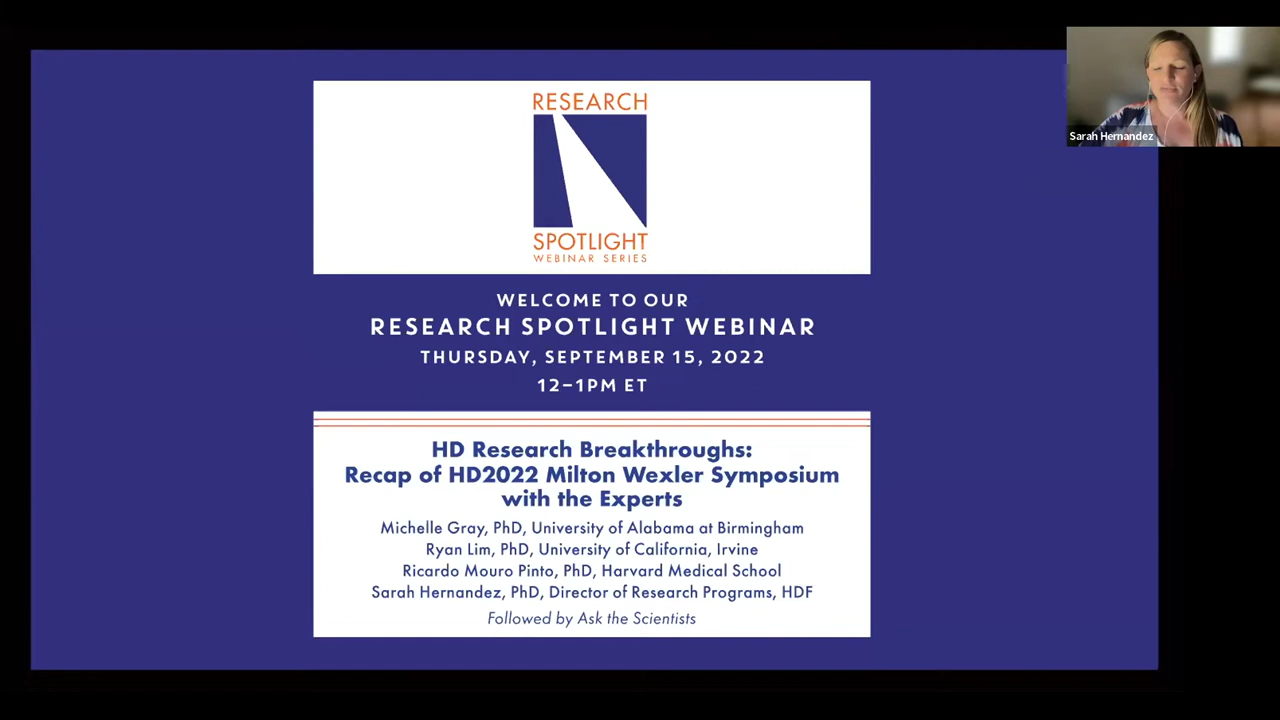 RESEARCH
SPOTLIGHT
WEBINAR SERIES
WELCOME TO OUR
RESEARCH SPOTLIGHT WEBINAR
THURSDAY, SEPTEMBER 15, 2022
12–1PM ET
HD Research Breakthroughs:
Recap of HD2022 Milton Wexler Symposium
with the Experts
Michelle Gray, PhD, University of Alabama at Birmingham
Ryan Lim, PhD, University of California, Irvine
Ricardo Mouro Pinto, PhD, Harvard Medical School
Sarah Hernandez, PhD, Director of Research Programs, HDF
Followed by Ask the Scientists
Sarah Hernandez